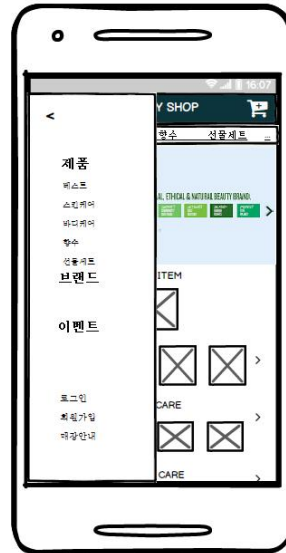 16:07
<
Y SHOP
향수 선물세트 ...
제품
베스트
스킨케어
바디케어
향수
선물세트
브랜드
이벤트
로그인
회원가입
매장안내
AL, ETHICAL & NATURAL BEAUTY BRAND.
ITEM
CARE
CARE